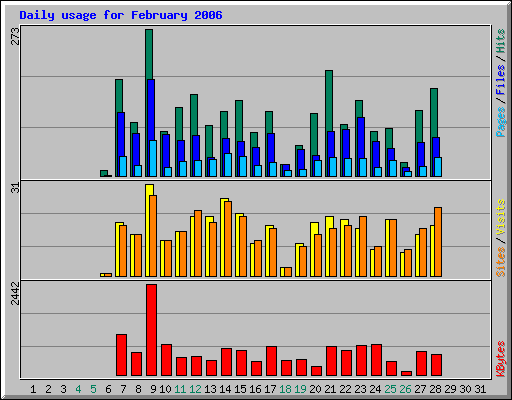 Daily usage for February 2006
273
Pages / Files / Hits
31
Sites / Visits
2442
KBytes
1 2 3 4 5 6 7 8 9 10 11 12 13 14 15 16 17 18 19 20 21 22 23 24 25 26 27 28 29 30 31